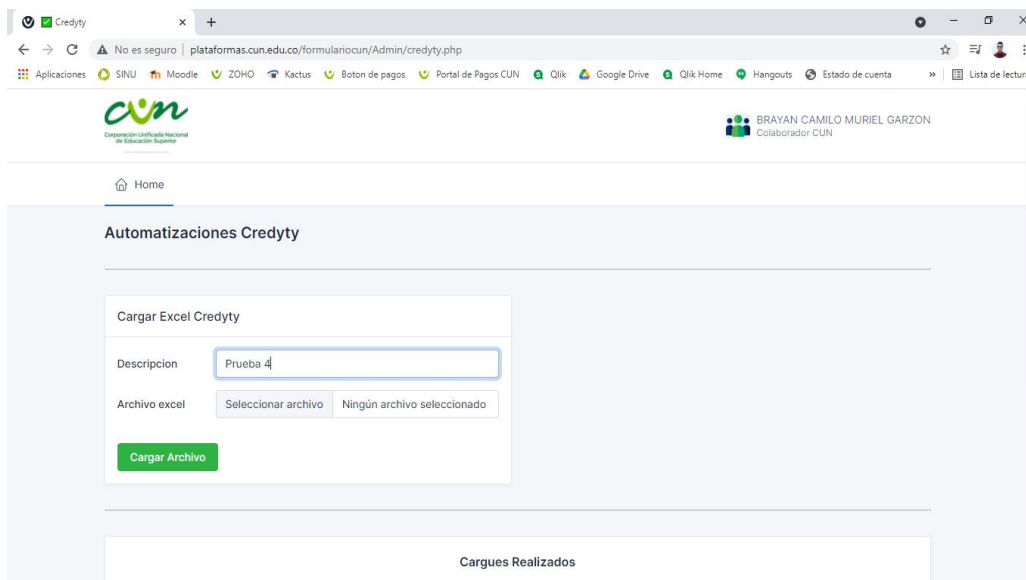 Credyty
No es seguro | plataformas.cun.edu.co/formulariocun/Admin/credyty.php
Aplicaciones SINU Moodle ZOHO Kactus Boton de pagos Portal de Pagos CUN Qlik Google Drive Qlik Home Hangouts Estado de cuenta » Lista de lectur
cun
Corporación Unificada Nacional
de Educación Superior
BRAYAN CAMILO MURIEL GARZON
Colaborador CUN
Home
Automatizaciones Credyty
Cargar Excel Credyty
Descripcion Prueba 4
Archivo excel Seleccionar archivo Ningún archivo seleccionado
Cargar Archivo
Cargues Realizados